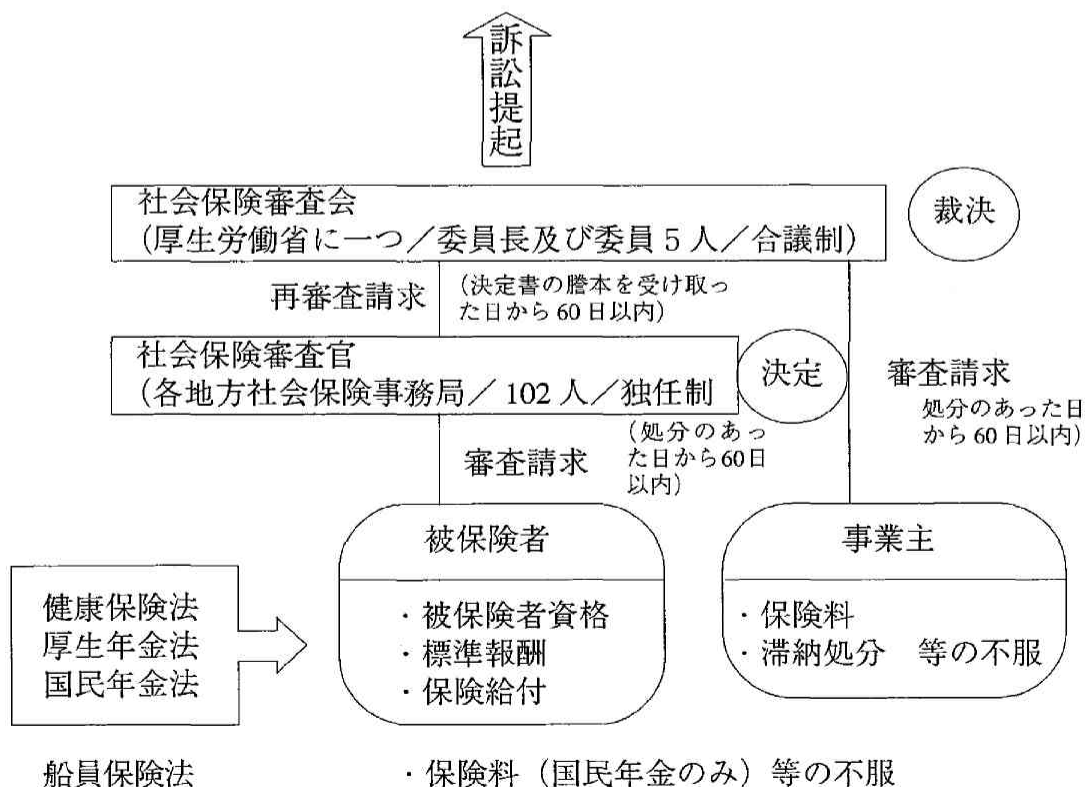 訴訟提起
社会保険審査会
(厚生労働省に一つ/委員長及び委員5人/合議制)
裁決
再審査請求
(決定書の謄本を受け取っ
た日から60日以内)
社会保険審査官
(各地方社会保険事務局/102人/独任制
決定
審査請求
処分のあった日
から60日以内)
審査請求
(処分のあっ
た日から60日
以内)
被保険者
事業主
健康保険法
厚生年金法
国民年金法
・被保険者資格
・標準報酬
・保険給付
・保険料
・滞納処分 等の不服
船員保険法
・保険料(国民年金のみ)等の不服